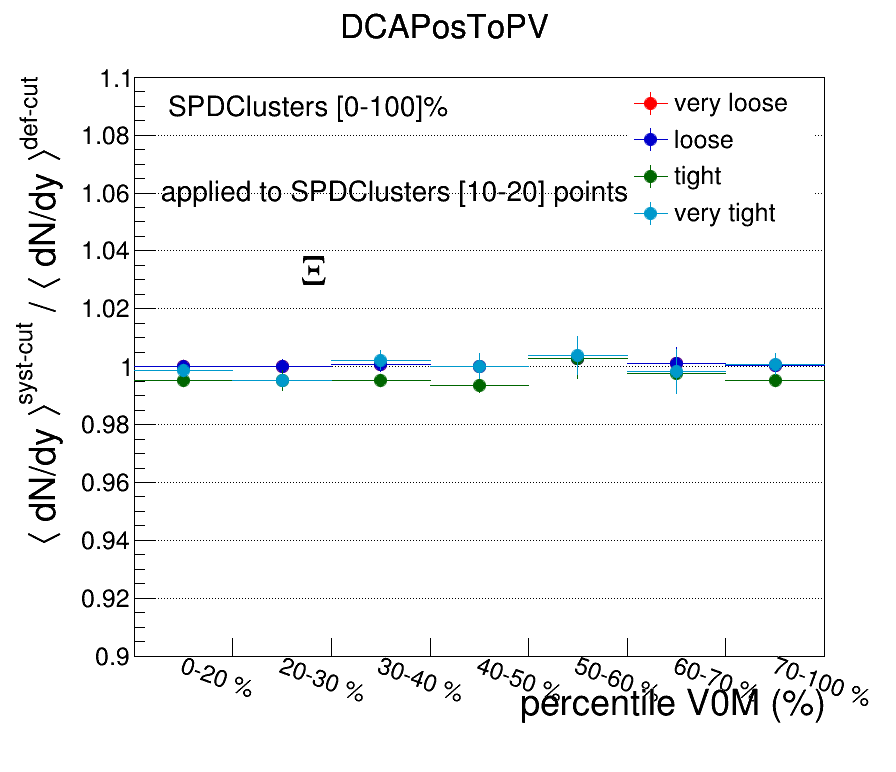 DCAPosToPV
SPDClusters [0-100]%
applied to SPDClusters [10-20] points
Ξ
very loose
loose
tight
very tight
⟨ dN/dy ⟩^syst-cut / ⟨ dN/dy ⟩^def-cut
1.1
1.08
1.06
1.04
1.02
1
0.98
0.96
0.94
0.92
0.9
0-20 %
20-30 %
30-40 %
40-50 %
50-60 %
60-70 %
70-100 %
percentile V0M (%)